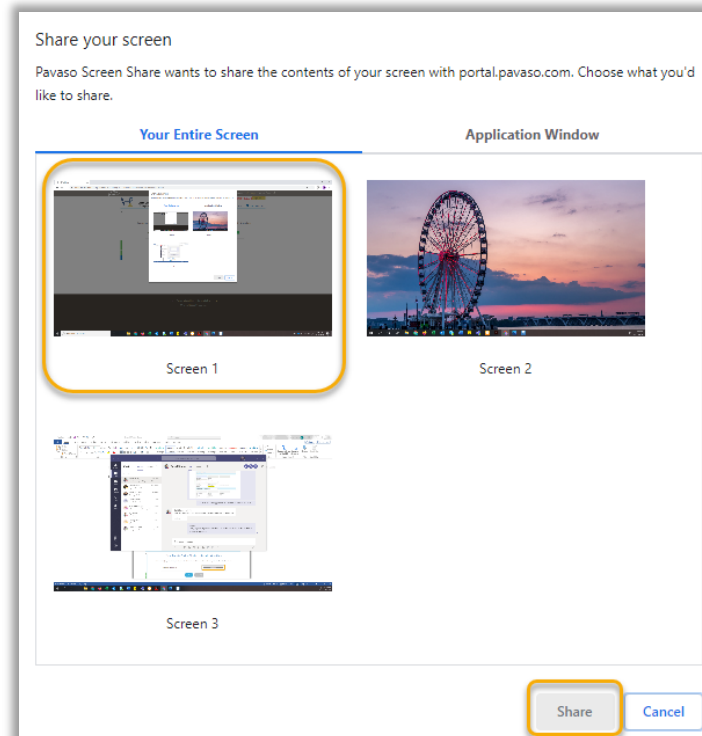 Share your screen
Pavaso Screen Share wants to share the contents of your screen with portal.pavaso.com. Choose what you'd
like to share.
Your Entire Screen
Application Window
Screen 1
Screen 2
Screen 3
Share
Cancel